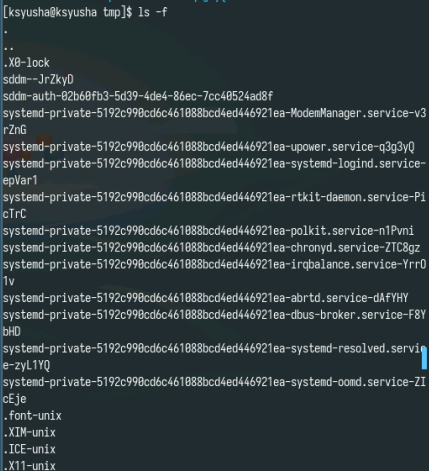 [ksyusha@ksyusha tmp]$ ls -f
.
..
.X0-lock
sddm--JrZkyD
sddm-auth-02b60fb3-5d39-4de4-86ec-7cc40524ad8f
systemd-private-5192c990cd6c461088bcd4ed446921ea-ModemManager.service-v3
rZnG
systemd-private-5192c990cd6c461088bcd4ed446921ea-upower.service-q3g3yQ
systemd-private-5192c990cd6c461088bcd4ed446921ea-systemd-logind.service-
epVar1
systemd-private-5192c990cd6c461088bcd4ed446921ea-rtkit-daemon.service-Pi
cTrC
systemd-private-5192c990cd6c461088bcd4ed446921ea-polkit.service-n1Pvni
systemd-private-5192c990cd6c461088bcd4ed446921ea-chronyd.service-ZTC8gz
systemd-private-5192c990cd6c461088bcd4ed446921ea-irqbalance.service-Yrr0
1v
systemd-private-5192c990cd6c461088bcd4ed446921ea-abrtd.service-dAfYHY
systemd-private-5192c990cd6c461088bcd4ed446921ea-dbus-broker.service-F8Y
bHD
systemd-private-5192c990cd6c461088bcd4ed446921ea-systemd-resolved.servic
e-zyL1YQ
systemd-private-5192c990cd6c461088bcd4ed446921ea-systemd-oomd.service-ZI
cEje
.font-unix
.XIM-unix
.ICE-unix
.X11-unix